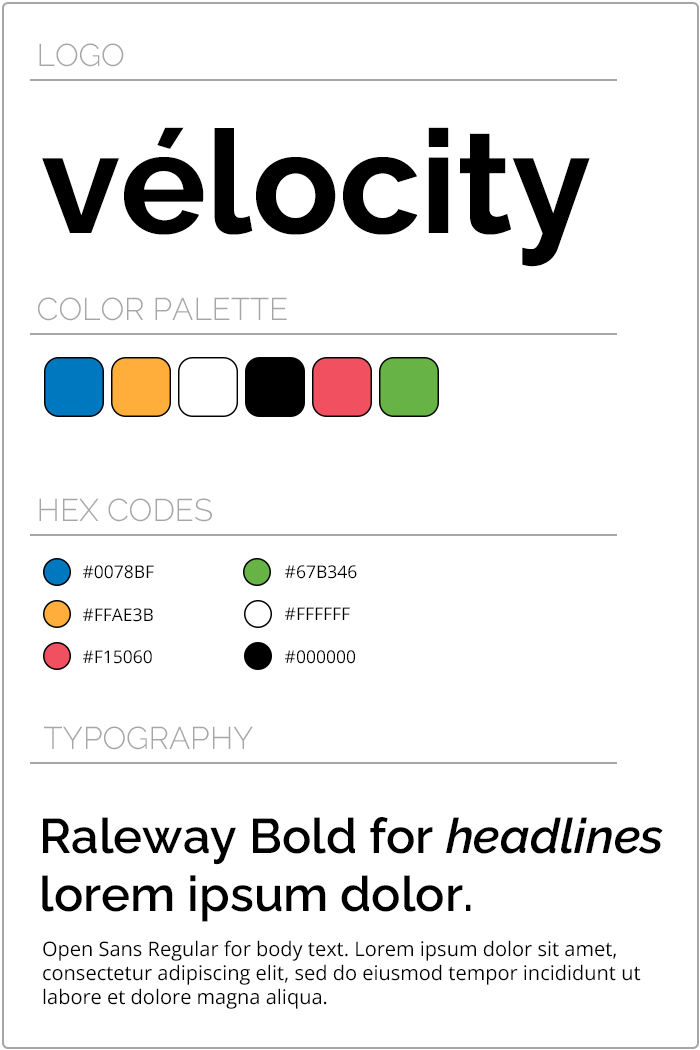 LOGO
vélocity
COLOR PALETTE
HEX CODES
#0078BF
#67B346
#FFAE3B
#FFFFFF
#F15060
#000000
TYPOGRAPHY
Raleway Bold for headlines
lorem ipsum dolor.
Open Sans Regular for body text. Lorem ipsum dolor sit amet,
consectetur adipiscing elit, sed do eiusmod tempor incididunt ut
labore et dolore magna aliqua.